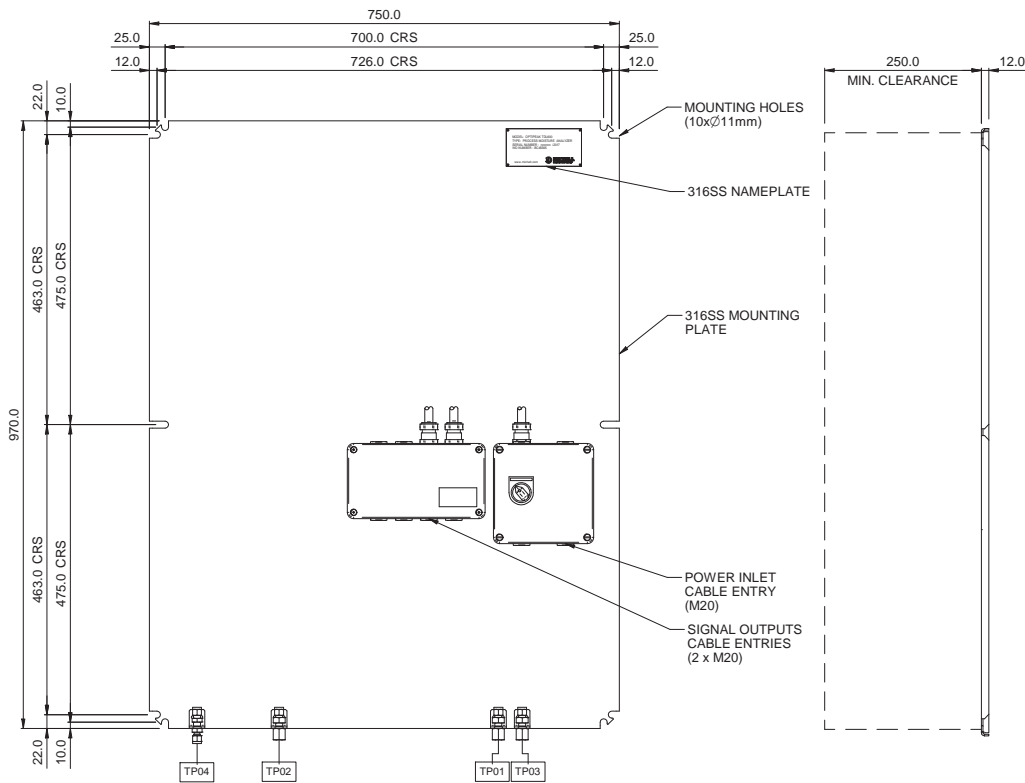 750.0
25.0
700.0 CRS
25.0
12.0
726.0 CRS
12.0
250.0
12.0
MIN. CLEARANCE
22.0
10.0
MOUNTING HOLES
(10xØ11mm)
316SS NAMEPLATE
463.0 CRS
475.0 CRS
316SS MOUNTING
PLATE
970.0
463.0 CRS
475.0 CRS
POWER INLET
CABLE ENTRY
(M20)
SIGNAL OUTPUTS
CABLE ENTRIES
(2 x M20)
22.0
10.0
TP04
TP02
TP01
TP03